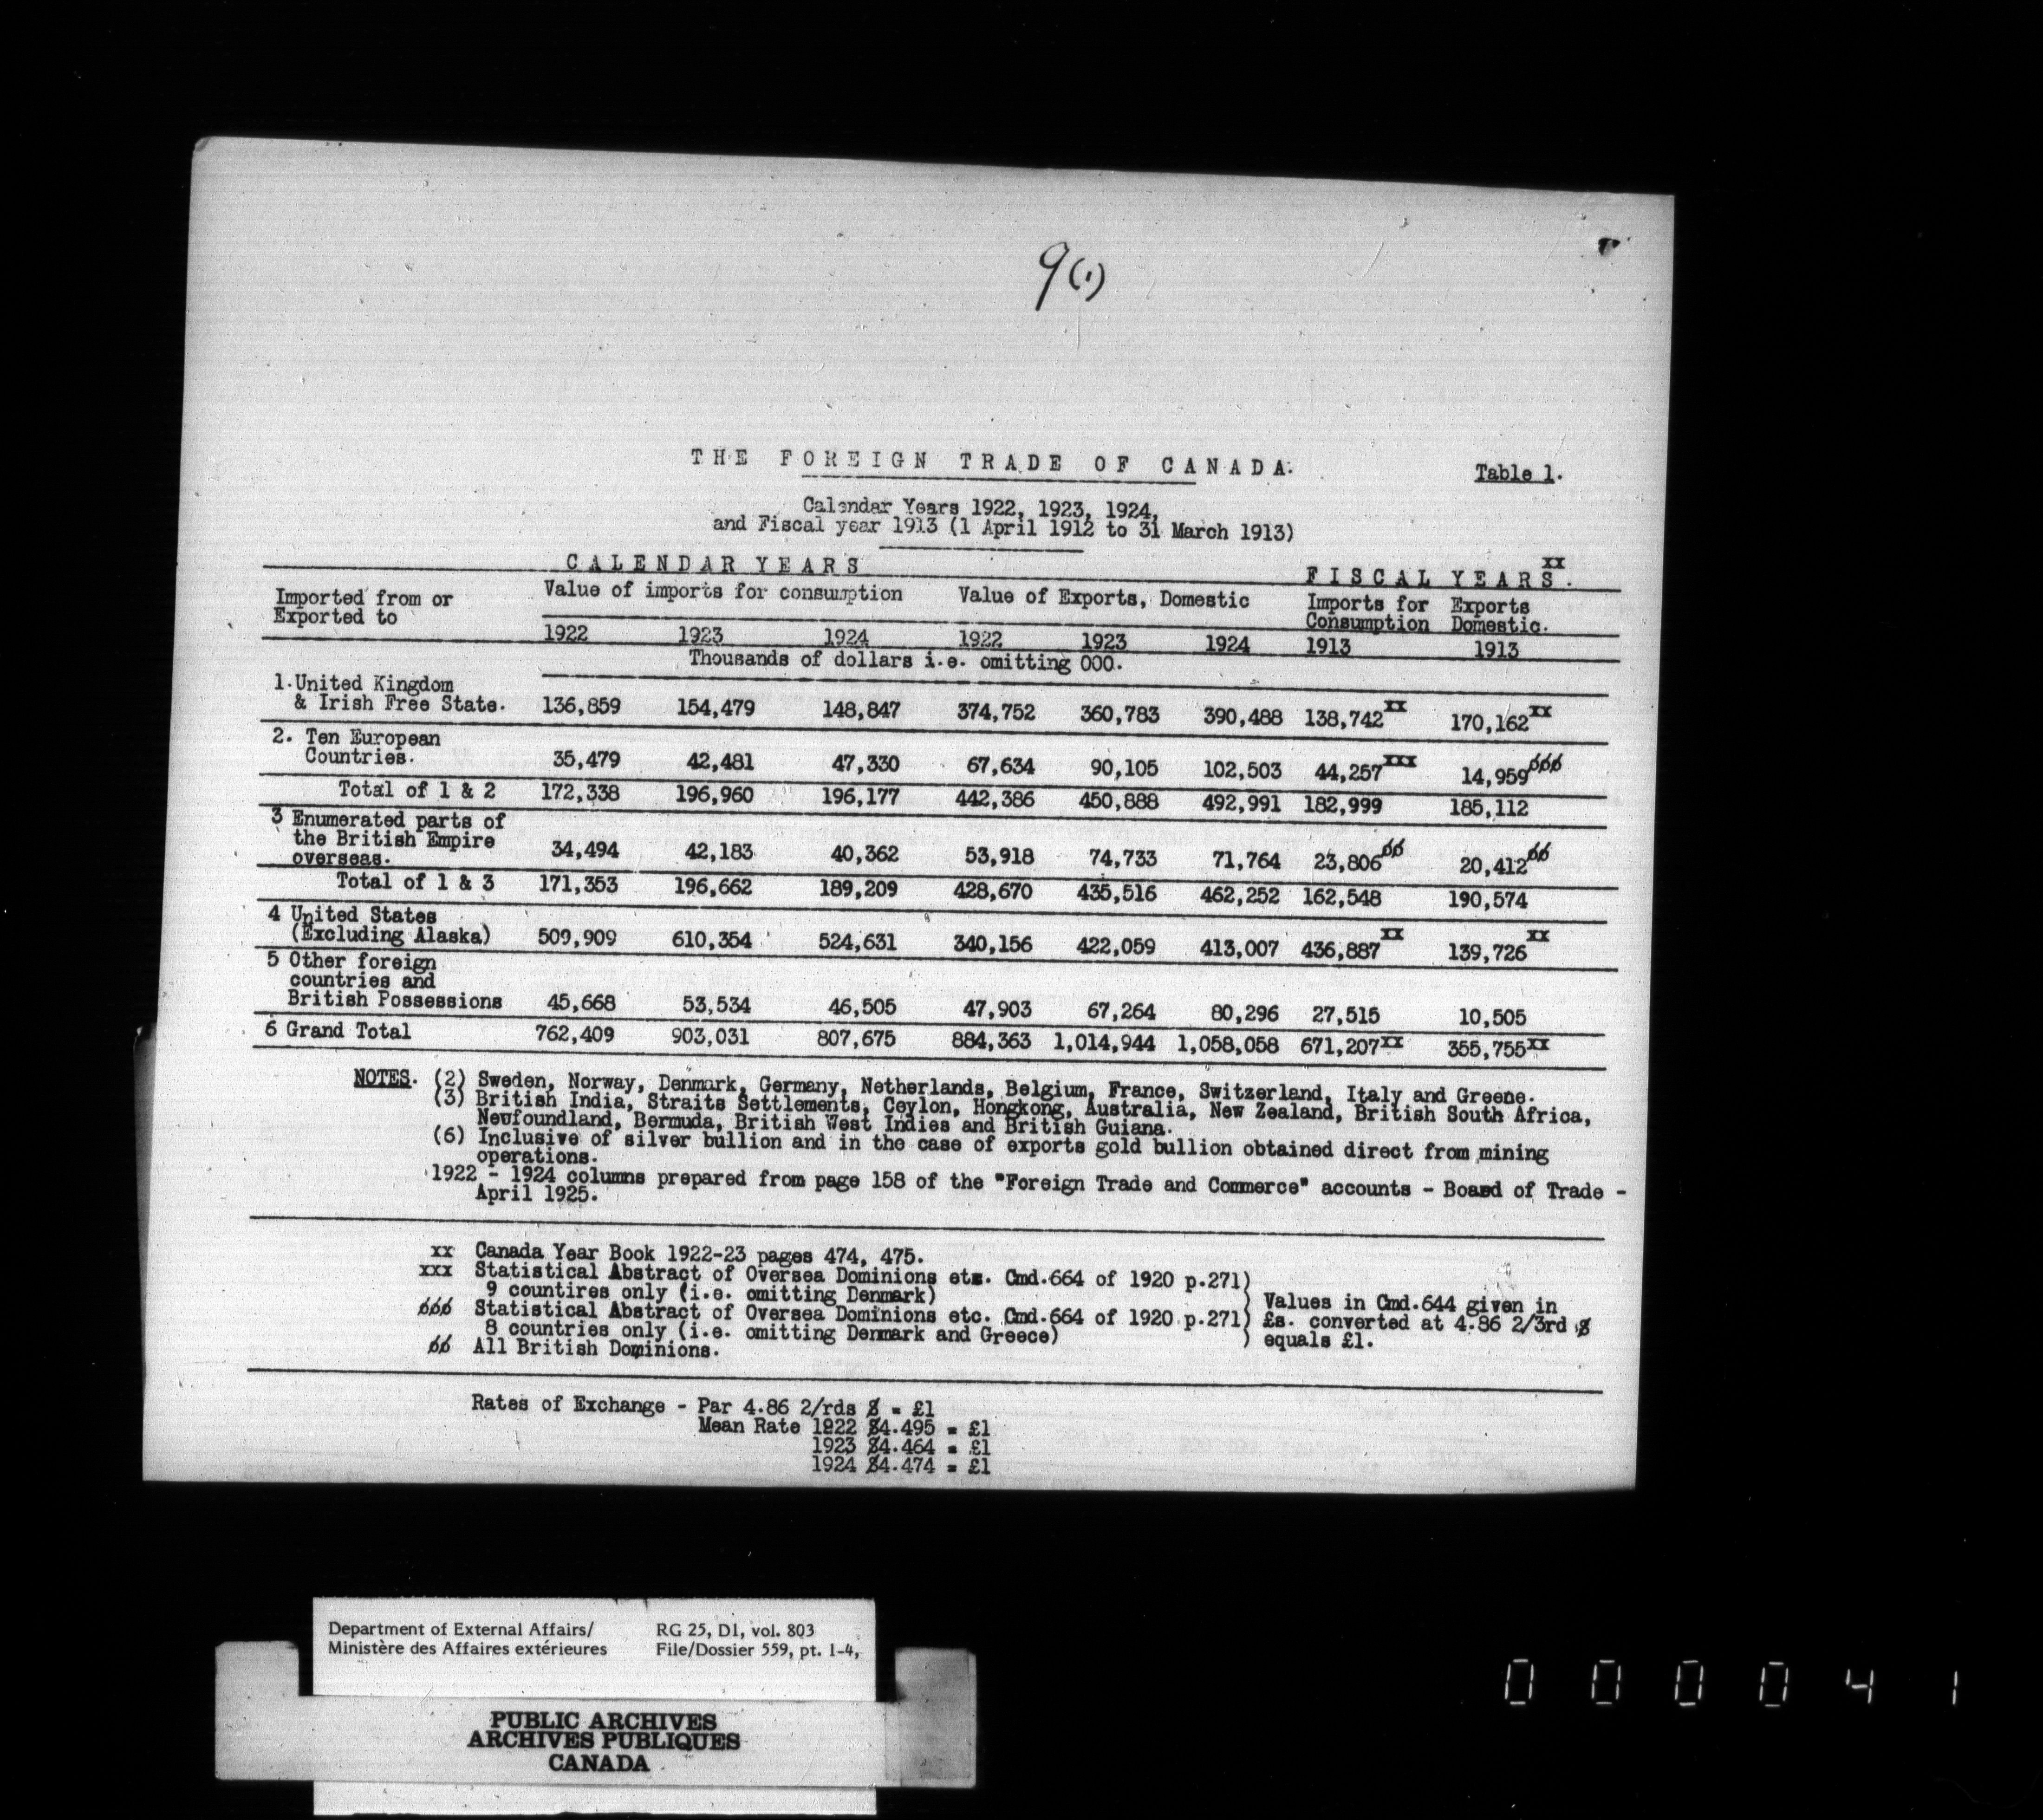 9(1)
THE FOREIGN TRADE OF CANADA.
Table 1.
Calendar Years 1922, 1923, 1924,
and Fiscal year 1913 (1 April 1912 to 31 March 1913)
CALENDAR YEARS FISCAL YEARS. xx
Imported from or Exported to Value of imports for consumption Value of Exports, Domestic Imports for Consumption Exports Domestic.
1922 1923 1924 1922 1923 1924 1913 1913
Thousands of dollars i.e. omitting 000.
1. United Kingdom
& Irish Free State. 136,859 154,479 148,847 374,752 360,783 390,488 138,742xx 170,162xx
2. Ten European
Countries. 35,479 42,481 47,330 67,634 90,105 102,503 44,257xxx 14,959ϕϕϕ
Total of 1 & 2 172,338 196,960 196,177 442,386 450,888 492,991 182,999 185,112
3 Enumerated parts of
the British Empire
overseas. 34,494 42,183 40,362 53,918 74,733 71,764 23,806ϕϕ 20,412ϕϕ
Total of 1 & 3 171,353 196,662 189,209 428,670 435,516 462,252 162,548 190,574
4 United States
(Excluding Alaska) 509,909 610,354 524,631 340,156 422,059 413,007 436,887xx 139,726xx
5 Other foreign
countries and
British Possessions 45,668 53,534 46,505 47,903 67,264 80,296 27,515 10,505
6 Grand Total 762,409 903,031 807,675 884,363 1,014,944 1,058,058 671,207xx 355,755xx
NOTES. (2) Sweden, Norway, Denmark, Germany, Netherlands, Belgium, France, Switzerland, Italy and Greene.
(3) British India, Straits Settlements, Ceylon, Hongkong, Australia, New Zealand, British South Africa,
Newfoundland, Bermuda, British West Indies and British Guiana.
(6) Inclusive of silver bullion and in the case of exports gold bullion obtained direct from mining
operations.
1922 - 1924 columns prepared from page 158 of the "Foreign Trade and Commerce" accounts - Board of Trade -
April 1925.
xx Canada Year Book 1922-23 pages 474, 475.
xxx Statistical Abstract of Oversea Dominions etc. Cmd.664 of 1920 p.271)
9 countires only (i.e. omitting Denmark)
ϕϕϕ Statistical Abstract of Oversea Dominions etc. Cmd.664 of 1920 p.271)
8 countries only (i.e. omitting Denmark and Greece) )
ϕϕ All British Dominions.
Values in Cmd.644 given in
£s. converted at 4.86 2/3rd $
equals £1.
Rates of Exchange - Par 4.86 2/rds $ = £1
Mean Rate 1922 $4.495 = £1
1923 $4.464 = £1
1924 $4.474 = £1
Department of External Affairs/ RG 25, D1, vol. 803
Ministère des Affaires extérieures File/Dossier 559, pt. 1-4,
PUBLIC ARCHIVES
ARCHIVES PUBLIQUES
CANADA
000041